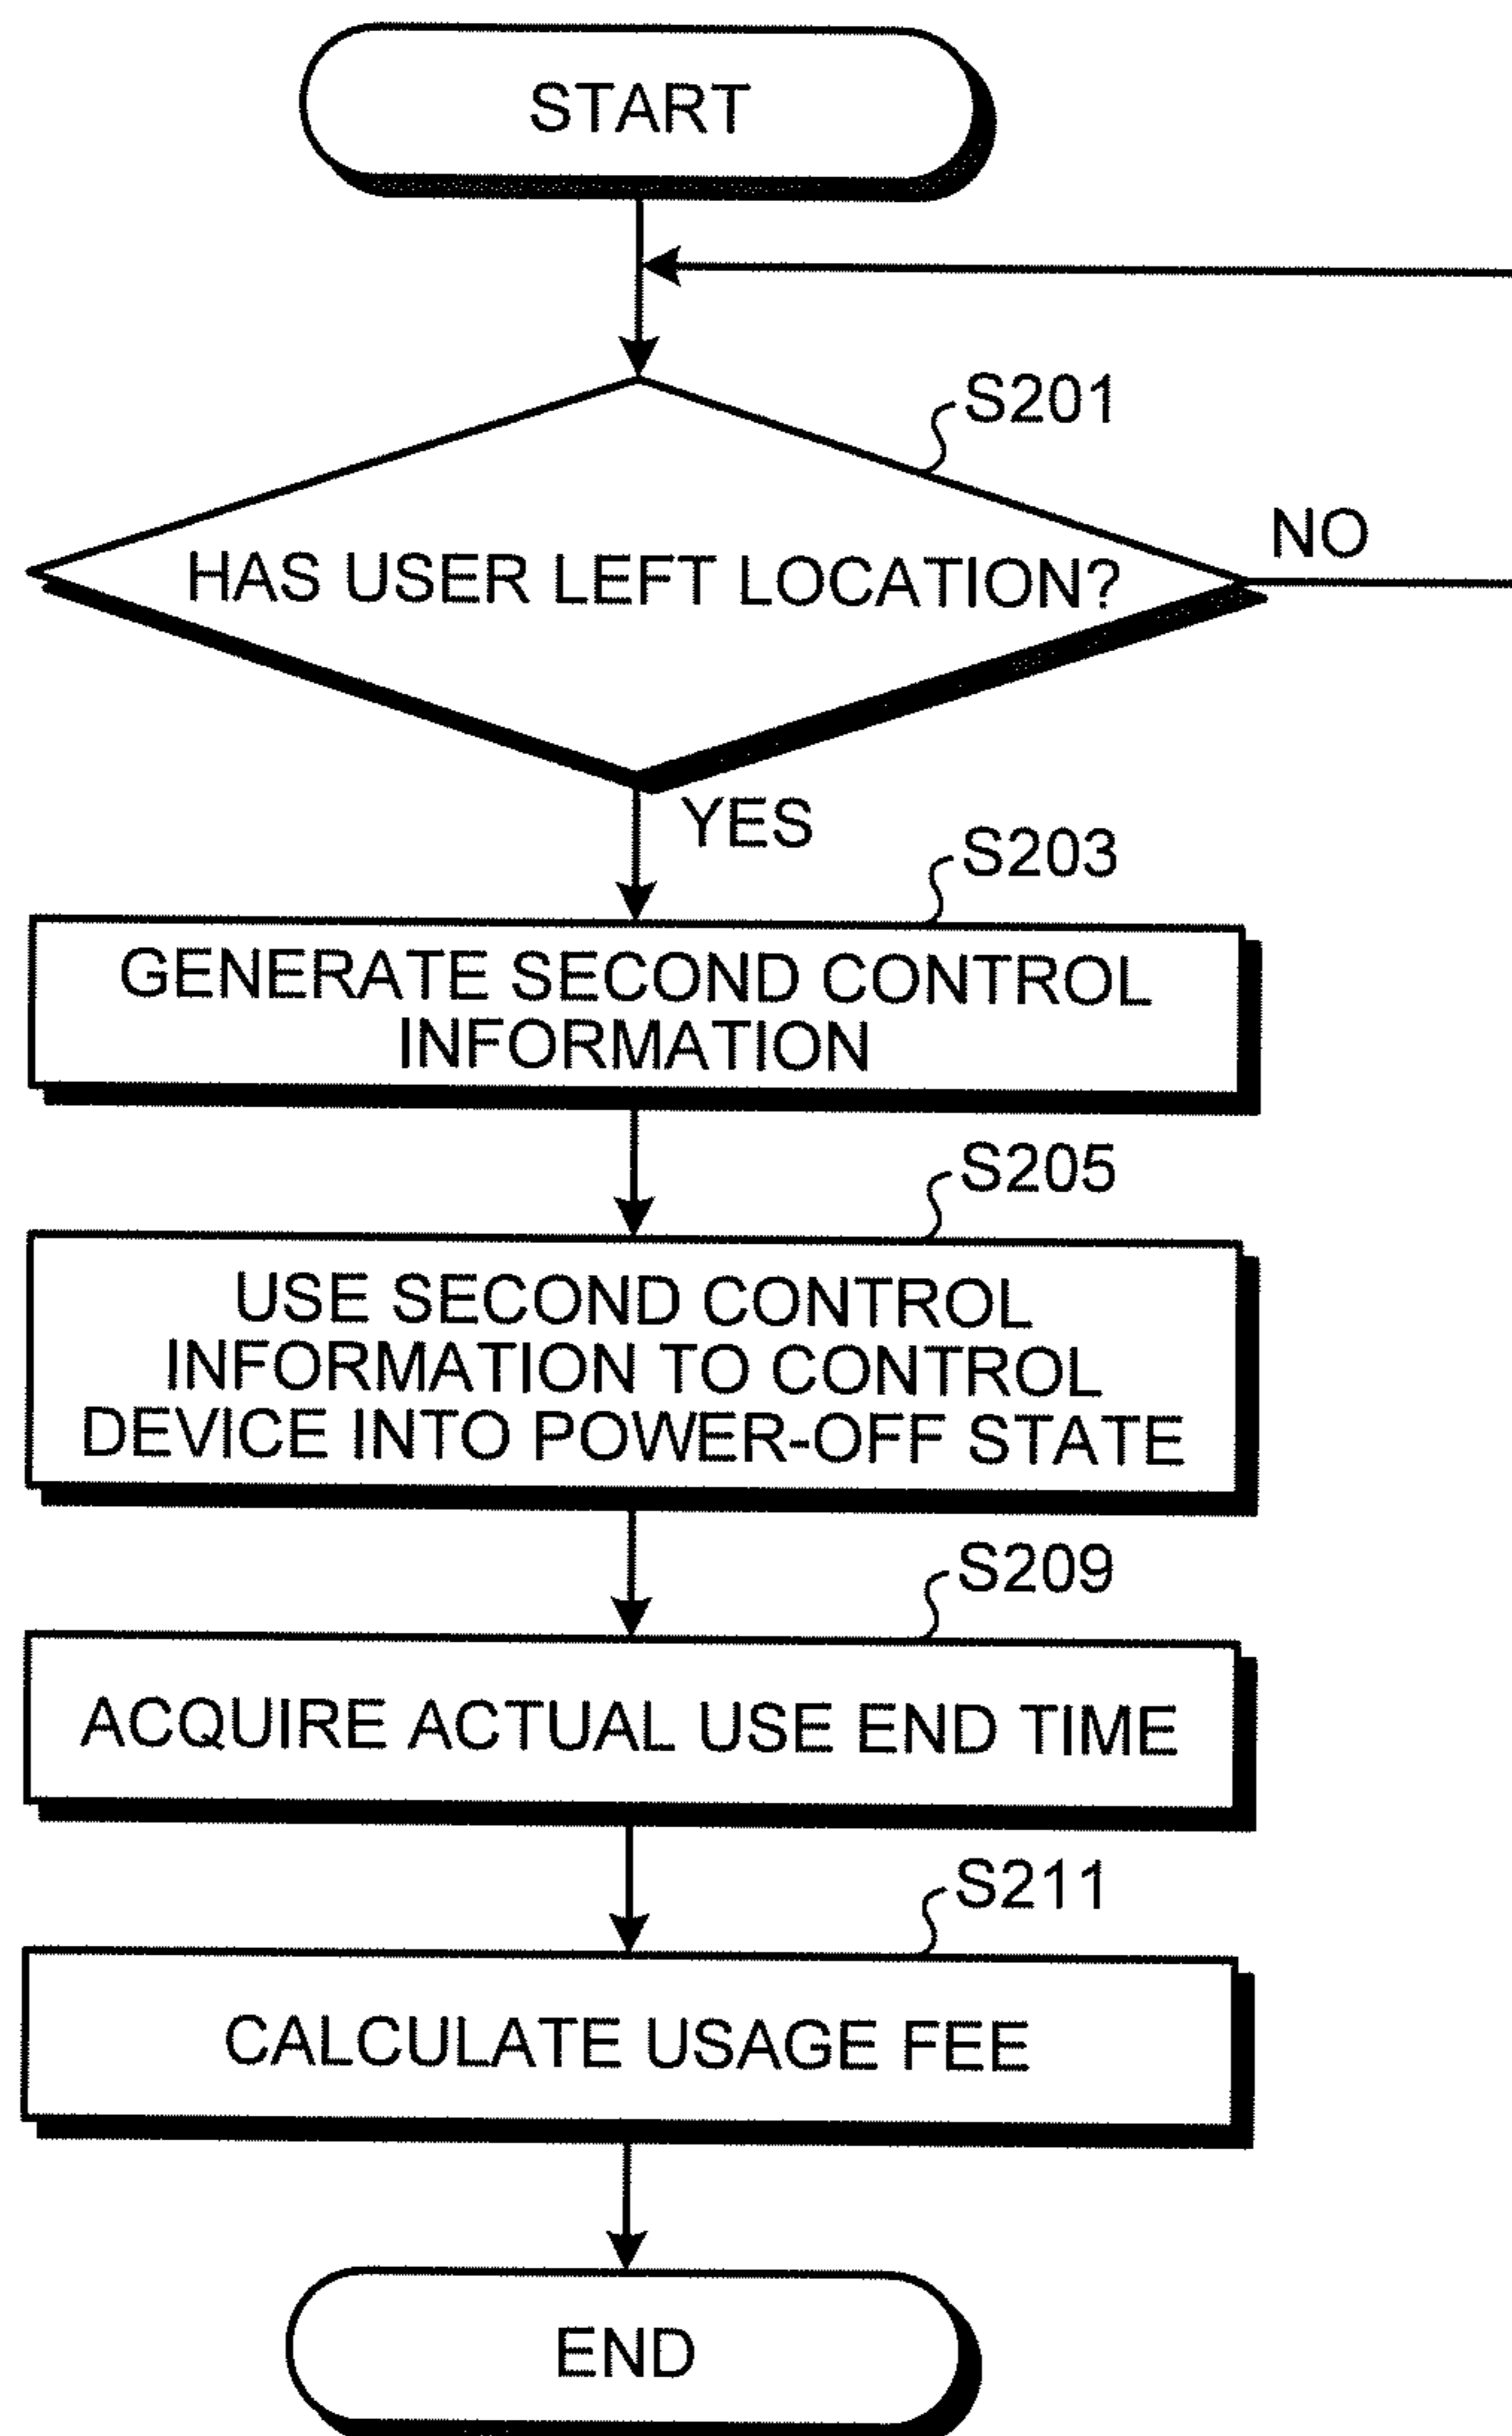 START
S201
HAS USER LEFT LOCATION?
NO
YES
S203
GENERATE SECOND CONTROL
INFORMATION
S205
USE SECOND CONTROL
INFORMATION TO CONTROL
DEVICE INTO POWER-OFF STATE
S209
ACQUIRE ACTUAL USE END TIME
S211
CALCULATE USAGE FEE
END